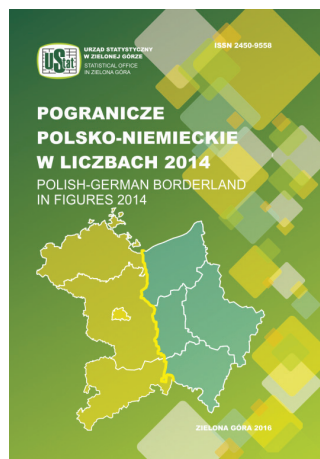 UStat
URZĄD STATYSTYCZNY
W ZIELONEJ GÓRZE
STATISTICAL OFFICE
IN ZIELONA GÓRA
ISSN 2450-9558
POGRANICZE
POLSKO-NIEMIECKIE
W LICZBACH 2014
POLISH-GERMAN BORDERLAND
IN FIGURES 2014
ZIELONA GÓRA 2016